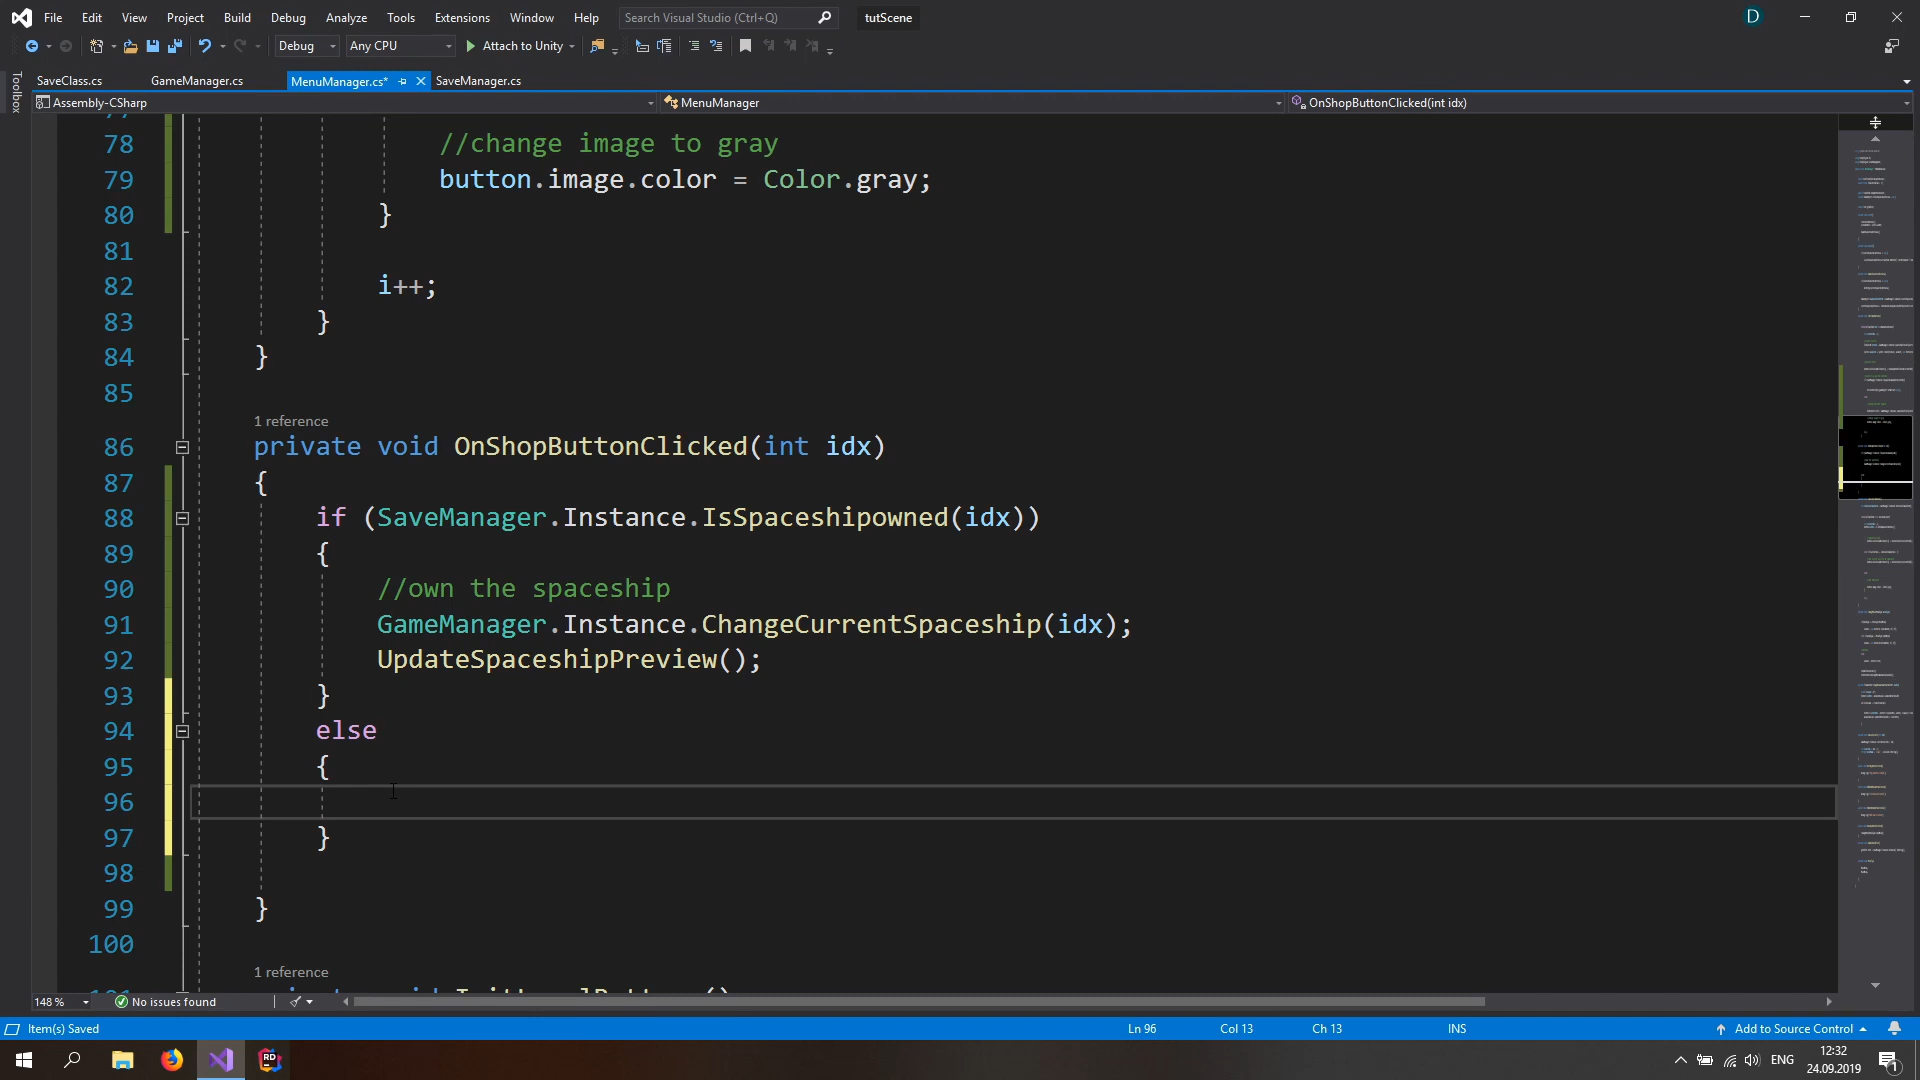 File Edit View Project Build Debug Test Analyze Tools Extensions Window Help Search Visual Studio (Ctrl+Q) tutScene D
Debug Any CPU Attach to Unity
Toolbox
SaveClass.cs GameManager.cs MenuManager.cs* SaveManager.cs
Assembly-CSharp MenuManager OnShopButtonClicked(int idx)
78 //change image to gray
79 button.image.color = Color.gray;
80 }
81
82 i++;
83 }
84 }
85
1 reference
86 private void OnShopButtonClicked(int idx)
87 {
88 if (SaveManager.Instance.IsSpaceshipowned(idx))
89 {
90 //own the spaceship
91 GameManager.Instance.ChangeCurrentSpaceship(idx);
92 UpdateSpaceshipPreview();
93 }
94 else
95 {
96
97 }
98
99 }
100
1 reference
148 % No issues found
Item(s) Saved Ln 96 Col 13 Ch 13 INS Add to Source Control
RD ENG 12:32
24.09.2019
1